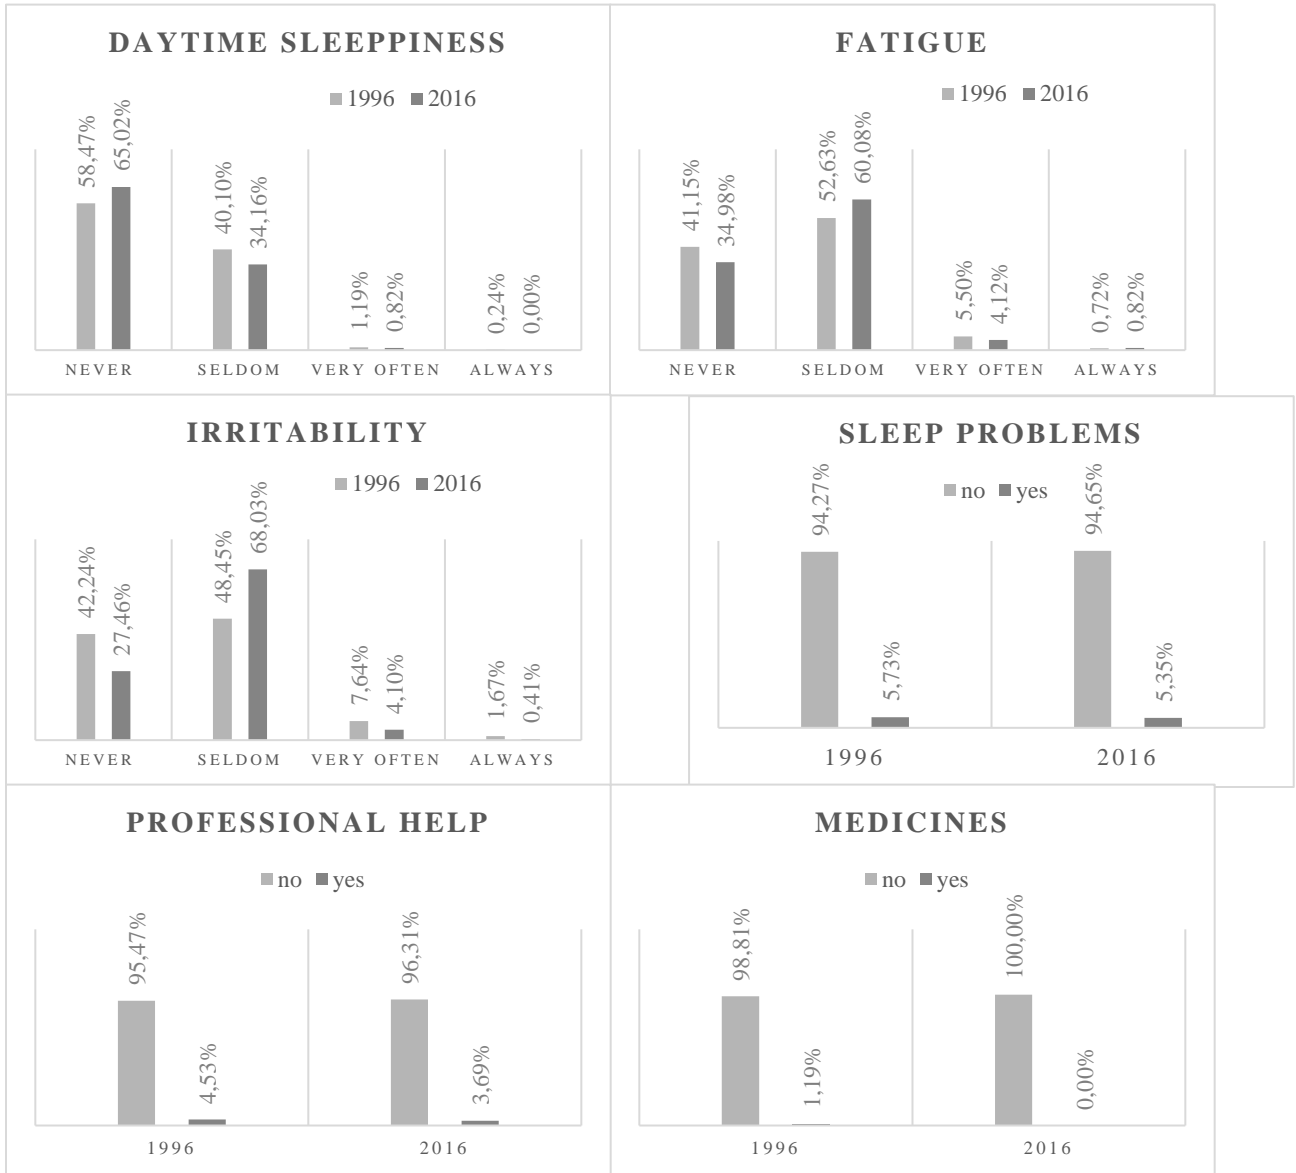 DAYTIME SLEEPPINESS
1996 2016
58,47% 65,02% 40,10% 34,16% 1,19% 0,82% 0,24% 0,00%
NEVER SELDOM VERY OFTEN ALWAYS
FATIGUE
1996 2016
41,15% 34,98% 52,63% 60,08% 5,50% 4,12% 0,72% 0,82%
NEVER SELDOM VERY OFTEN ALWAYS
IRRITABILITY
1996 2016
42,24% 27,46% 48,45% 68,03% 7,64% 4,10% 1,67% 0,41%
NEVER SELDOM VERY OFTEN ALWAYS
SLEEP PROBLEMS
no yes
94,27% 5,73% 94,65% 5,35%
1996 2016
PROFESSIONAL HELP
no yes
95,47% 4,53% 96,31% 3,69%
1996 2016
MEDICINES
no yes
98,81% 1,19% 100,00% 0,00%
1996 2016